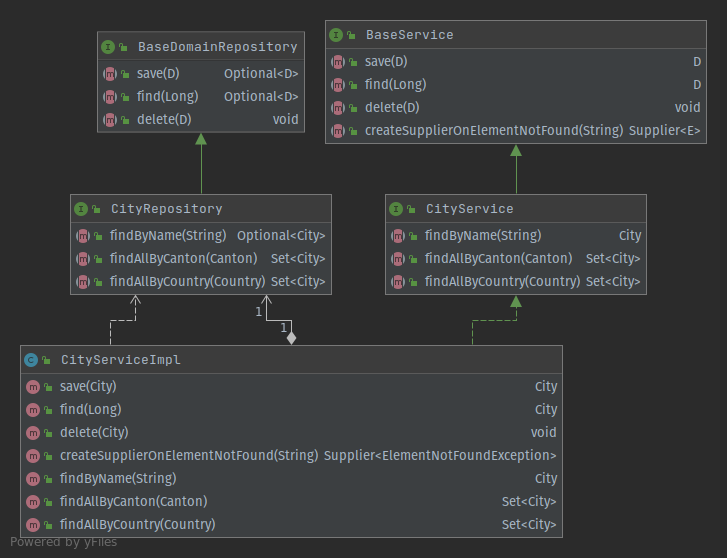 BaseDomainRepository
save(D) Optional<D>
find(Long) Optional<D>
delete(D) void
BaseService
save(D) D
find(Long) D
delete(D) void
createSupplierOnElementNotFound(String) Supplier<E>
CityRepository
findByName(String) Optional<City>
findAllByCanton(Canton) Set<City>
findAllByCountry(Country) Set<City>
CityService
findByName(String) City
findAllByCanton(Canton) Set<City>
findAllByCountry(Country) Set<City>
1
1
CityServiceImpl
save(City) City
find(Long) City
delete(City) void
createSupplierOnElementNotFound(String) Supplier<ElementNotFoundException>
findByName(String) City
findAllByCanton(Canton) Set<City>
findAllByCountry(Country) Set<City>
Powered by yFiles